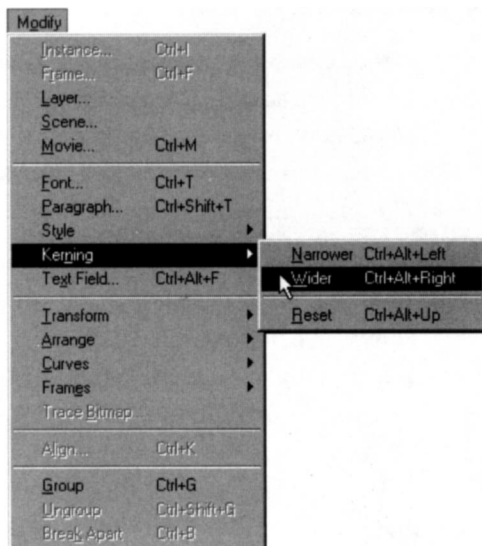 Modify
Instance... Ctrl+I
Frame... Ctrl+F
Layer...
Scene...
Movie... Ctrl+M
Font... Ctrl+T
Paragraph... Ctrl+Shift+T
Style
Kerning
Narrower Ctrl+Alt+Left
Text Field... Ctrl+Alt+F
Wider Ctrl+Alt+Right
Transform
Reset Ctrl+Alt+Up
Arrange
Curves
Frames
Trace Bitmap...
Align... Ctrl+K
Group Ctrl+G
Ungroup Ctrl+Shift+G
Break Apart Ctrl+B